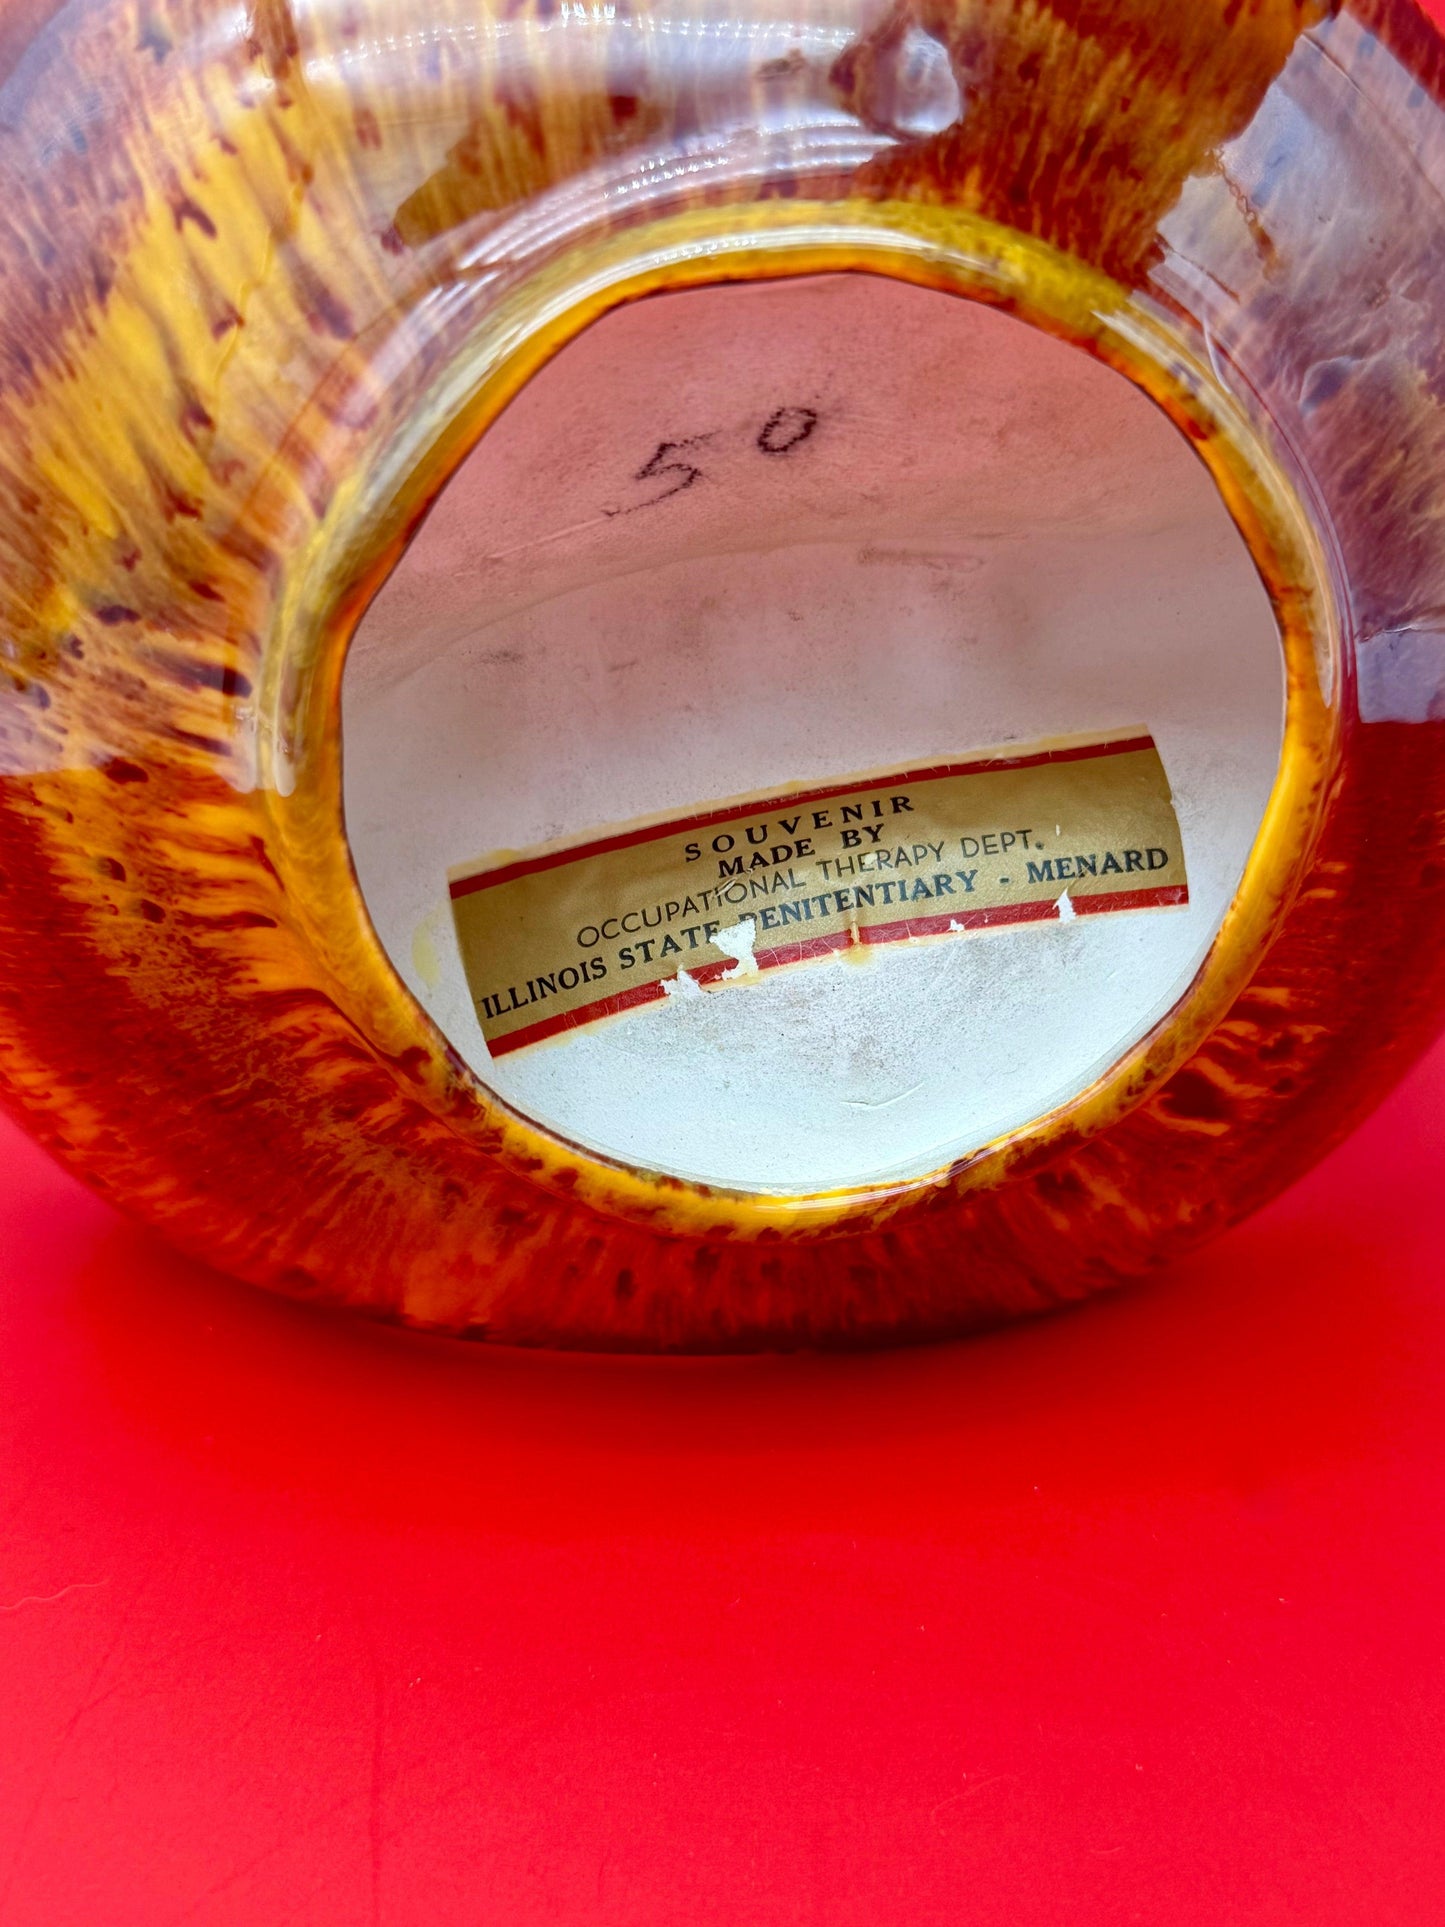 50
SOUVENIR
MADE BY
OCCUPATIONAL THERAPY DEPT.
ILLINOIS STATE PENITENTIARY - MENARD